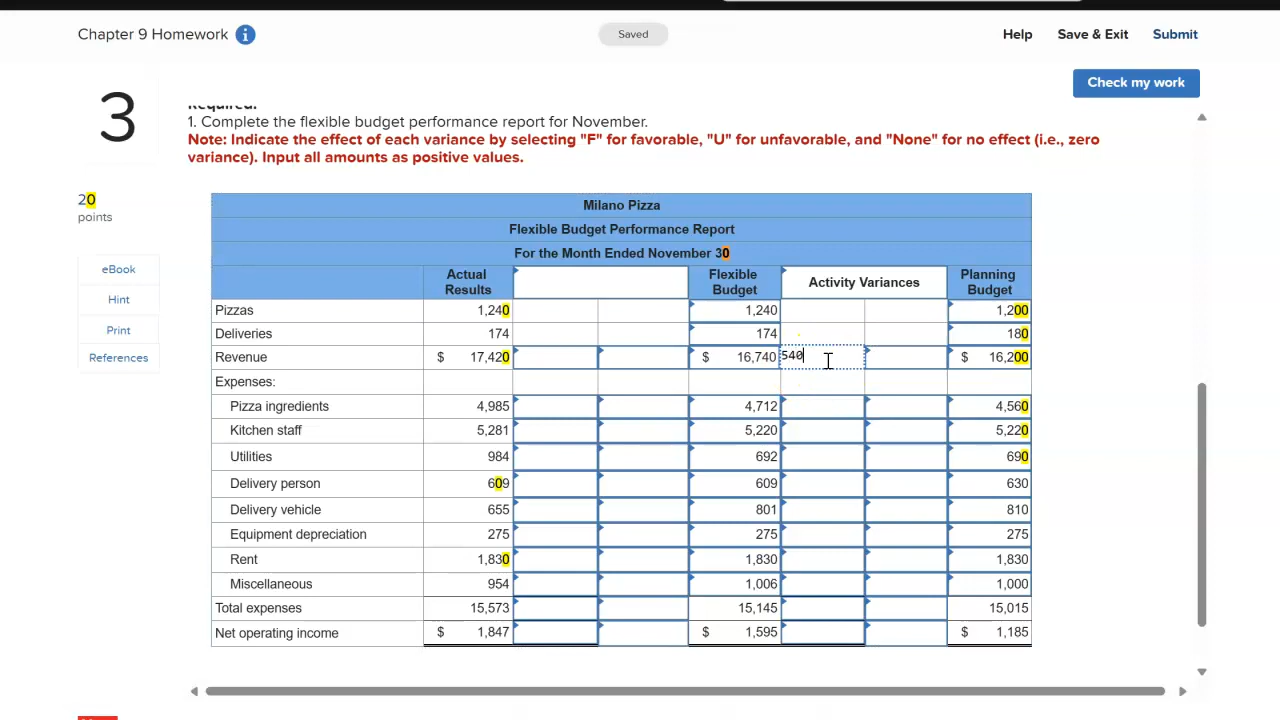 Chapter 9 Homework i
Saved
Help Save & Exit Submit
Check my work
3
Required:
1. Complete the flexible budget performance report for November.
Note: Indicate the effect of each variance by selecting "F" for favorable, "U" for unfavorable, and "None" for no effect (i.e., zero
variance). Input all amounts as positive values.
20
points
eBook
Hint
Print
References
Milano Pizza
Flexible Budget Performance Report
For the Month Ended November 30
Actual Results Flexible Budget Activity Variances Planning Budget
Pizzas 1,240 1,240 1,200
Deliveries 174 174 180
Revenue $ 17,420 $ 16,740 540 $ 16,200
Expenses:
Pizza ingredients 4,985 4,712 4,560
Kitchen staff 5,281 5,220 5,220
Utilities 984 692 690
Delivery person 609 609 630
Delivery vehicle 655 801 810
Equipment depreciation 275 275 275
Rent 1,830 1,830 1,830
Miscellaneous 954 1,006 1,000
Total expenses 15,573 15,145 15,015
Net operating income $ 1,847 $ 1,595 $ 1,185